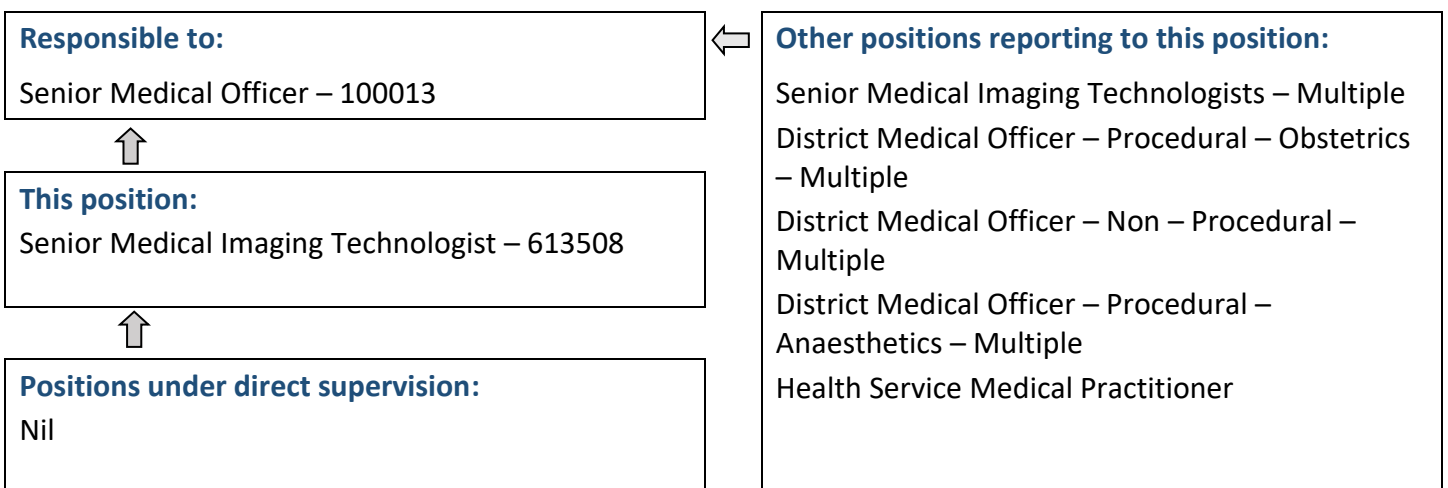 Responsible to:
Senior Medical Officer – 100013
This position:
Senior Medical Imaging Technologist – 613508
Positions under direct supervision:
Nil
Other positions reporting to this position:
Senior Medical Imaging Technologists – Multiple
District Medical Officer – Procedural – Obstetrics
– Multiple
District Medical Officer – Non – Procedural –
Multiple
District Medical Officer – Procedural –
Anaesthetics – Multiple
Health Service Medical Practitioner